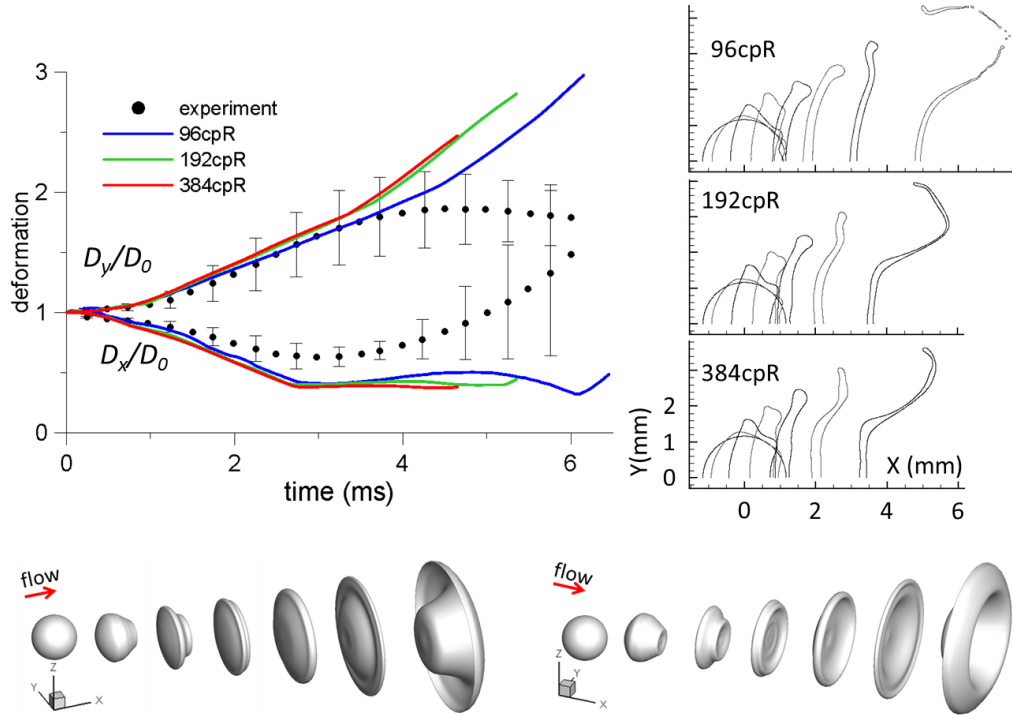 3
2
1
0
deformation
experiment
96cpR
192cpR
384cpR
Dy/D0
Dx/D0
0 2 4 6
time (ms)
96cpR
192cpR
384cpR
2
0
Y(mm)
X (mm)
0 2 4 6
flow
Z
Y
X
flow
Z
Y
X